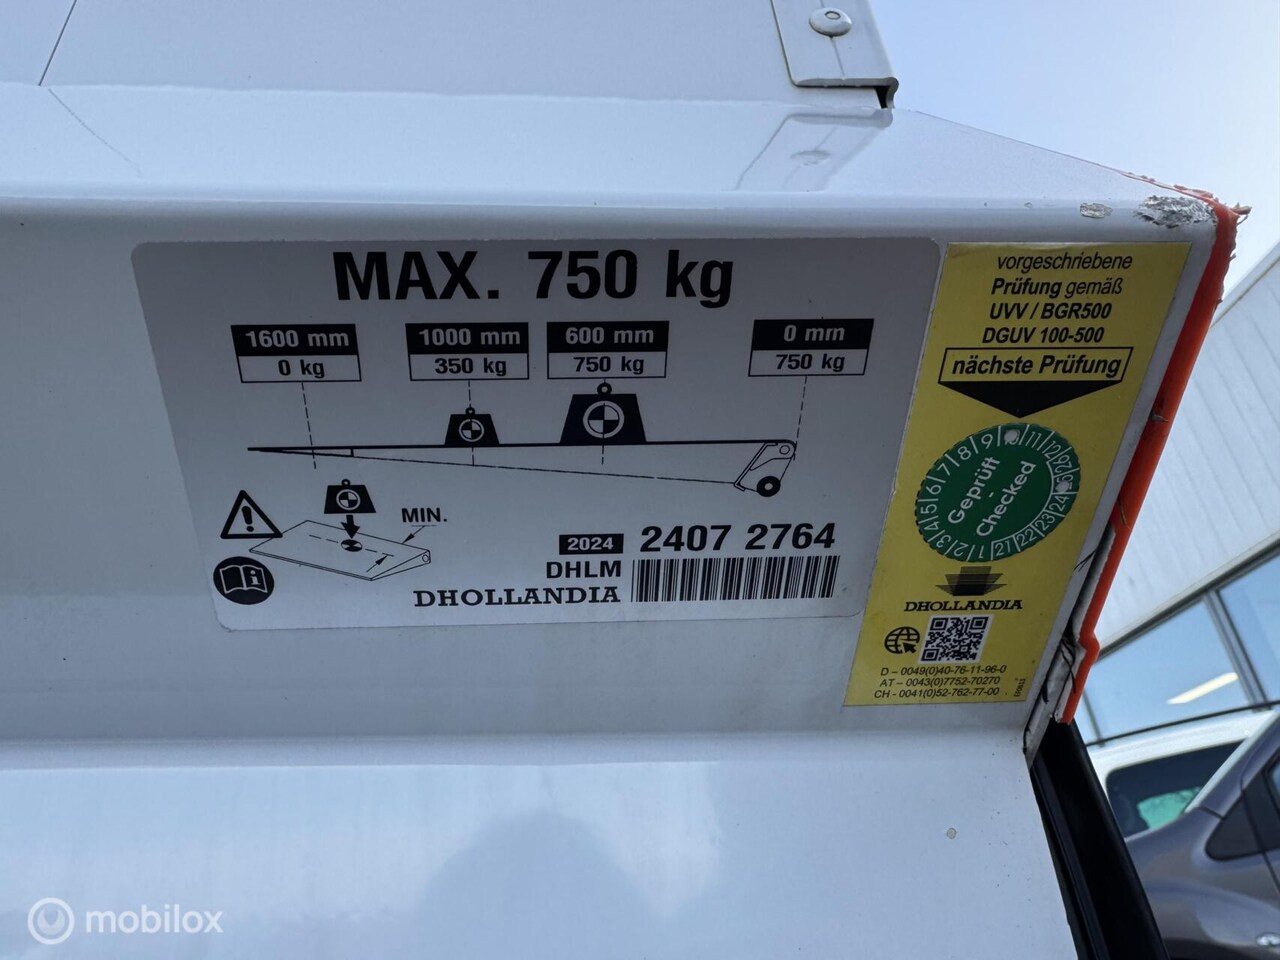 MAX. 750 kg
1600 mm
0 kg
1000 mm
350 kg
600 mm
750 kg
0 mm
750 kg
MIN.
2024 2407 2764
DHLM
DHOLLANDIA
vorgeschriebene
Prüfung gemäß
UVV / BGR500
DGUV 100-500
nächste Prüfung
Geprüft
-
Checked
DHOLLANDIA
D – 0049(0)40-76-11-96-0
AT – 0043(0)7752-70270
CH - 0041(0)52-762-77-00
mobilox